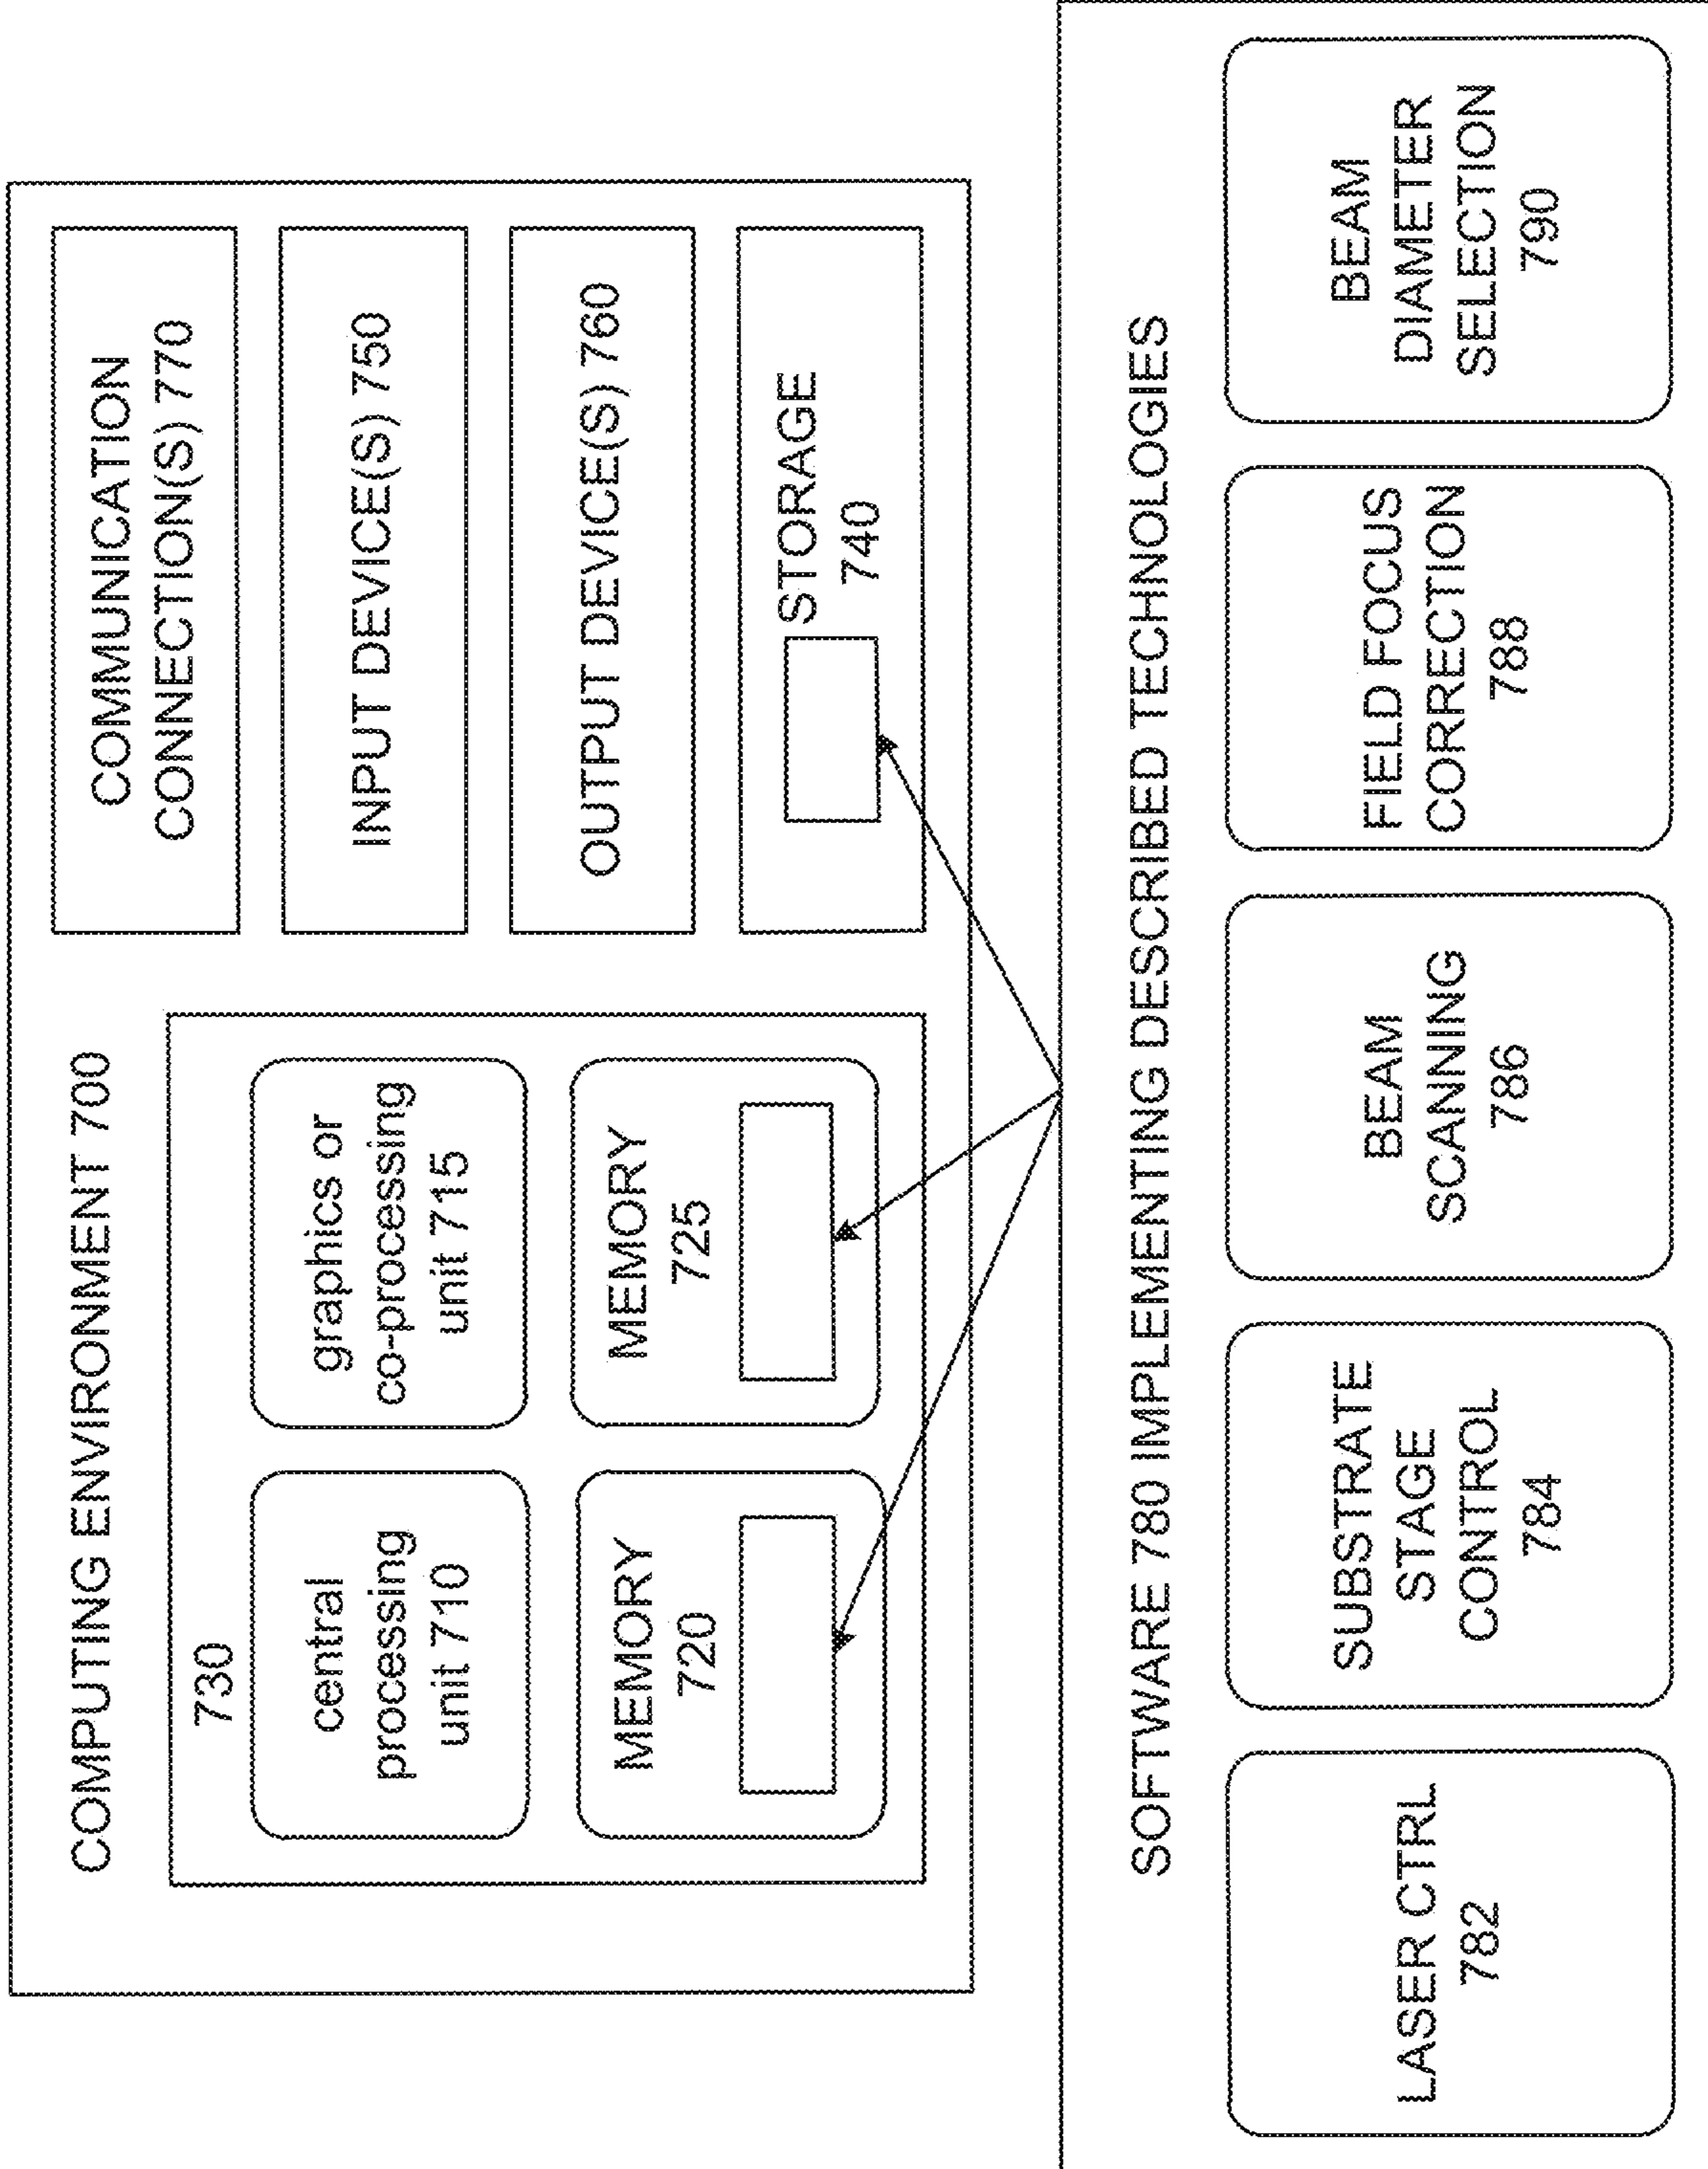 COMPUTING ENVIRONMENT 700
730
central
processing
unit 710
graphics or
co-processing
unit 715
MEMORY
720
MEMORY
725
COMMUNICATION
CONNECTION(S) 770
INPUT DEVICE(S) 750
OUTPUT DEVICE(S) 760
STORAGE
740
SOFTWARE 780 IMPLEMENTING DESCRIBED TECHNOLOGIES
LASER CTRL
782
SUBSTRATE
STAGE
CONTROL
784
BEAM
SCANNING
786
FIELD FOCUS
CORRECTION
788
BEAM
DIAMETER
SELECTION
790